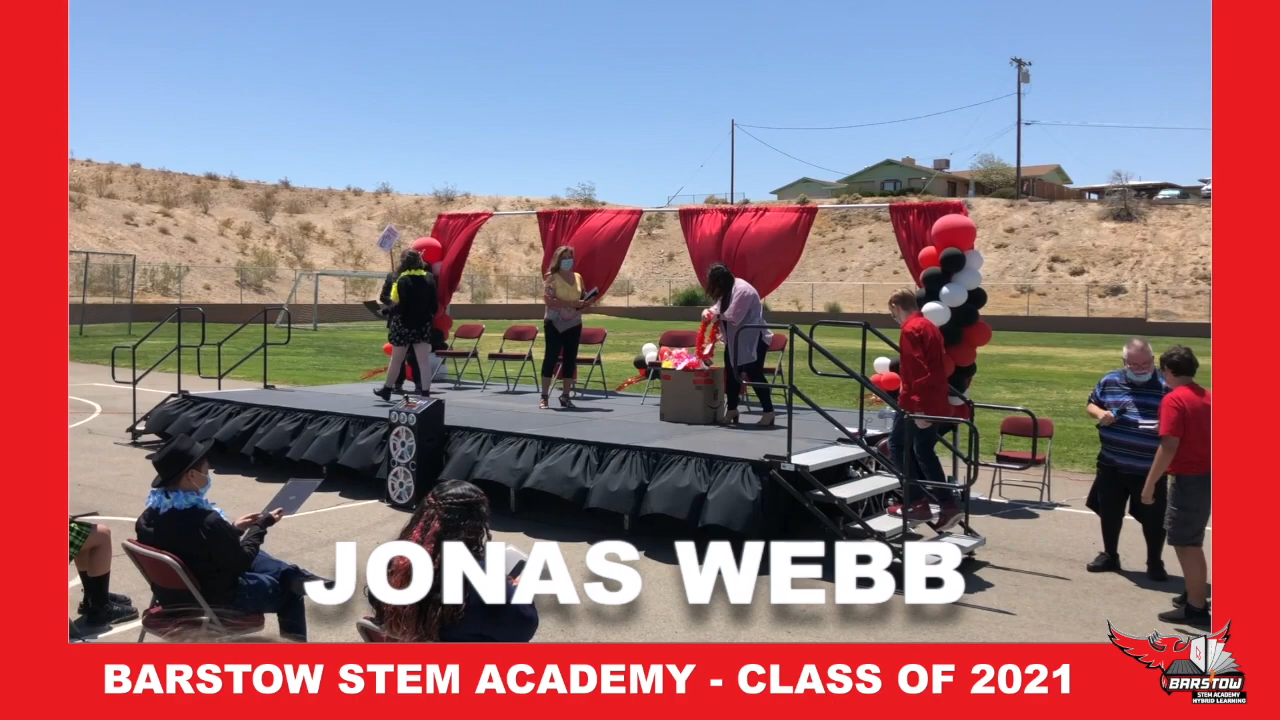 JONAS WEBB
BARSTOW STEM ACADEMY - CLASS OF 2021
BARSTOW
STEM ACADEMY
HYBRID LEARNING